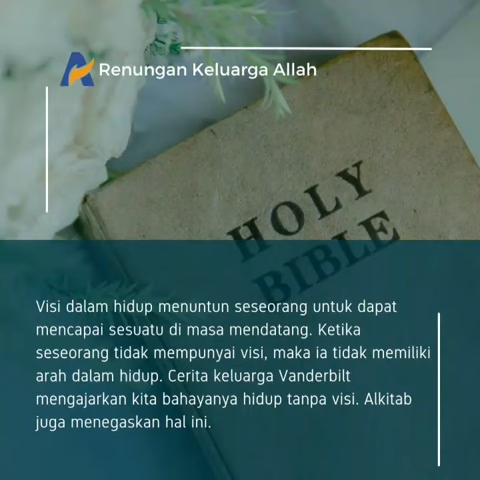 Renungan Keluarga Allah
HOLY
BIBLE
Visi dalam hidup menuntun seseorang untuk dapat
mencapai sesuatu di masa mendatang. Ketika
seseorang tidak mempunyai visi, maka ia tidak memiliki
arah dalam hidup. Cerita keluarga Vanderbilt
mengajarkan kita bahayanya hidup tanpa visi. Alkitab
juga menegaskan hal ini.